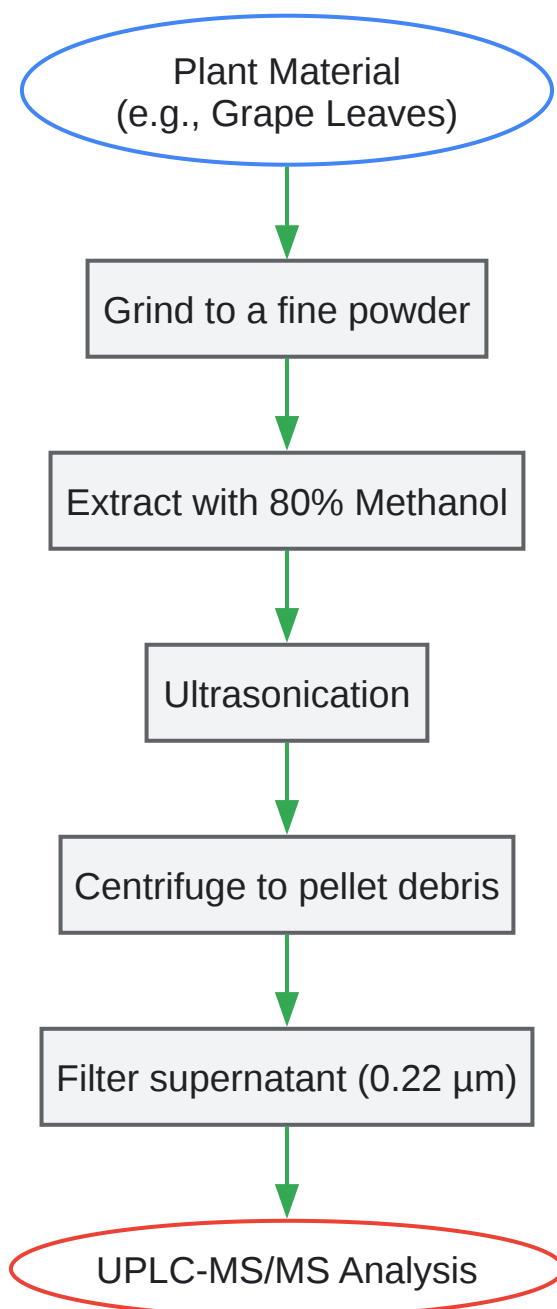 Plant Material
(e.g., Grape Leaves)
Grind to a fine powder
Extract with 80% Methanol
Ultrasonication
Centrifuge to pellet debris
Filter supernatant (0.22 µm)
UPLC-MS/MS Analysis